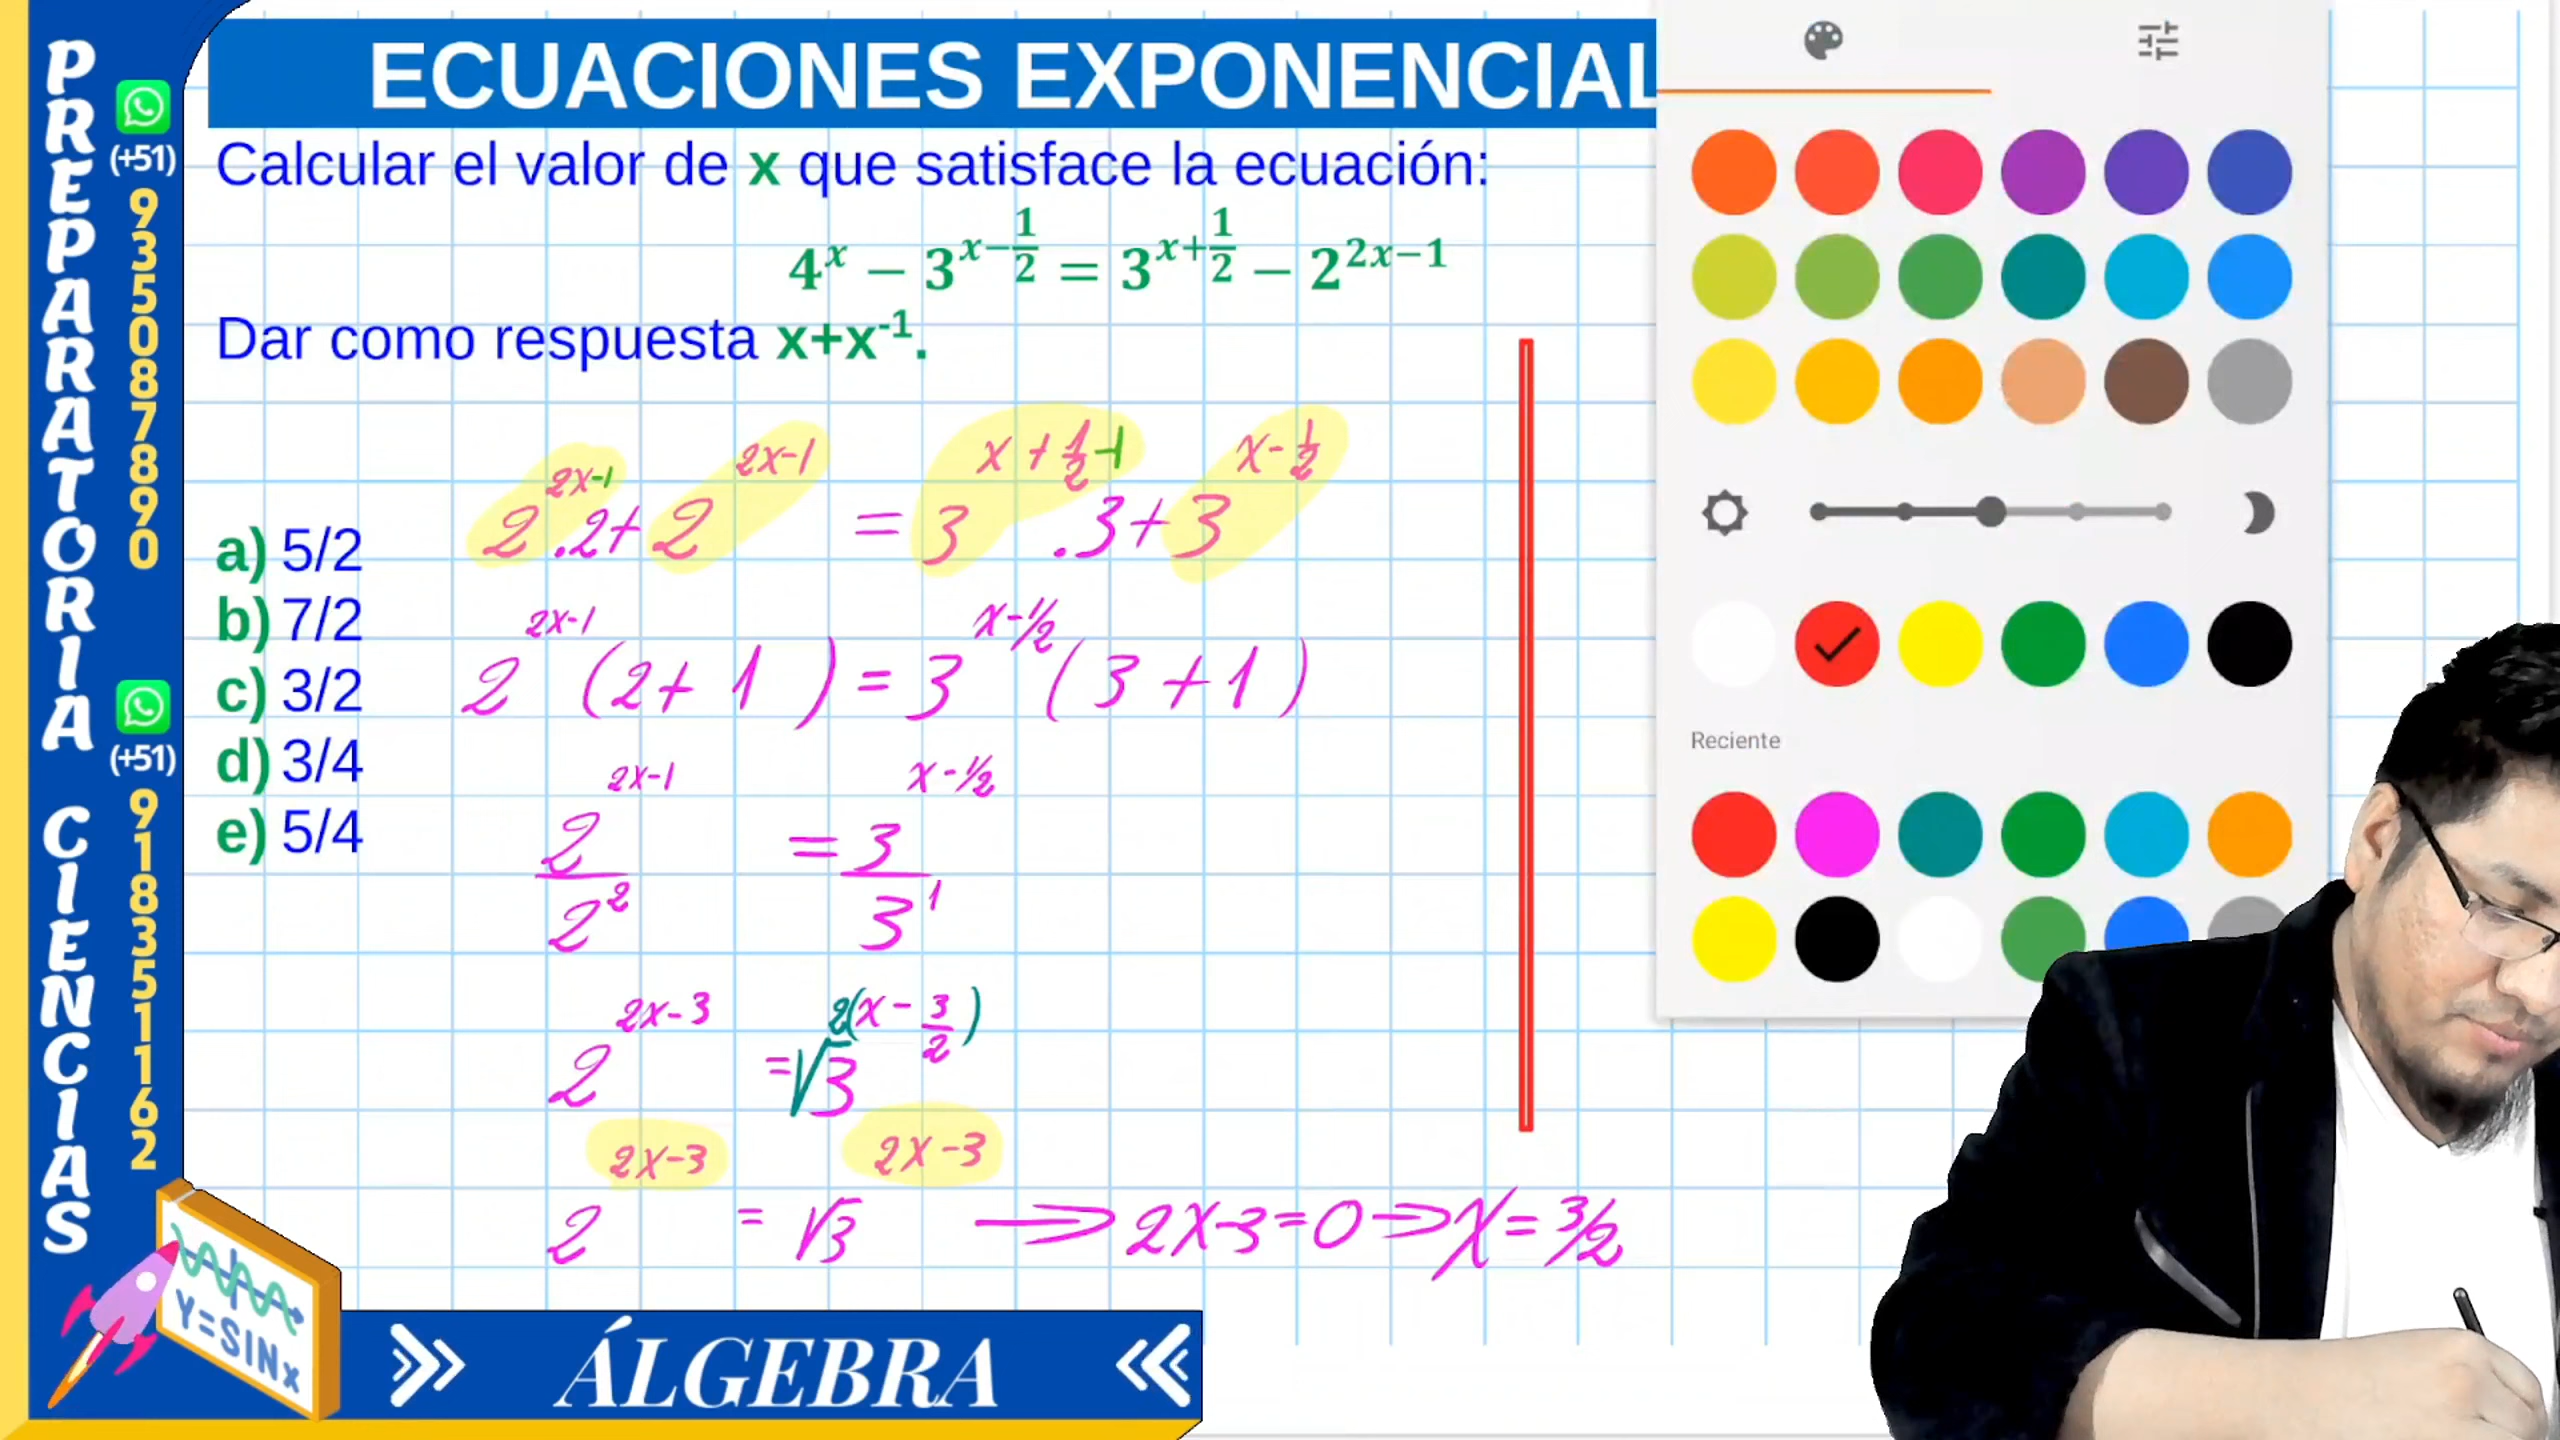 PREPARATORIA CIENCIAS
(+51)
935087890
(+51)
918351162
ECUACIONES EXPONENCIAL
Calcular el valor de x que satisface la ecuación:
4^x − 3^{x−1/2} = 3^{x+1/2} − 2^{2x−1}
Dar como respuesta x+x^{-1}.
a) 5/2
b) 7/2
c) 3/2
d) 3/4
e) 5/4
2^{2x-1} .2 + 2^{2x-1} = 3^{x+1/2-1} .3 + 3^{x-1/2}
2^{2x-1} (2+1) = 3^{x-1/2} (3+1)
2^{2x-1}/2^2 = 3^{x-1/2}/3^1
2^{2x-3} = √3^{2(x-3/2)}
2^{2x-3} = √3^{2x-3} ⟹ 2x-3=0 ⟹ x=3/2
Y=SINx
ÁLGEBRA
Reciente